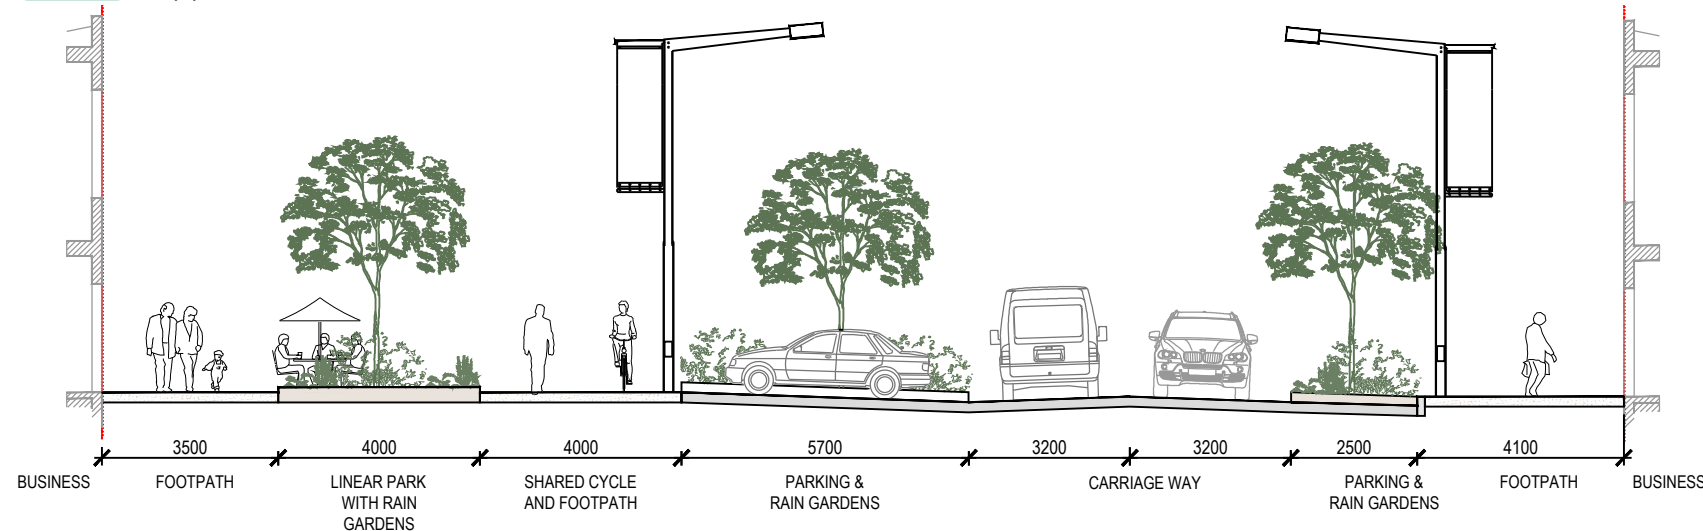 3500 4000 4000 5700 3200 3200 2500 4100
BUSINESS FOOTPATH LINEAR PARK SHARED CYCLE PARKING & CARRIAGE WAY PARKING & FOOTPATH BUSINESS
WITH RAIN AND FOOTPATH RAIN GARDENS RAIN GARDENS
GARDENS